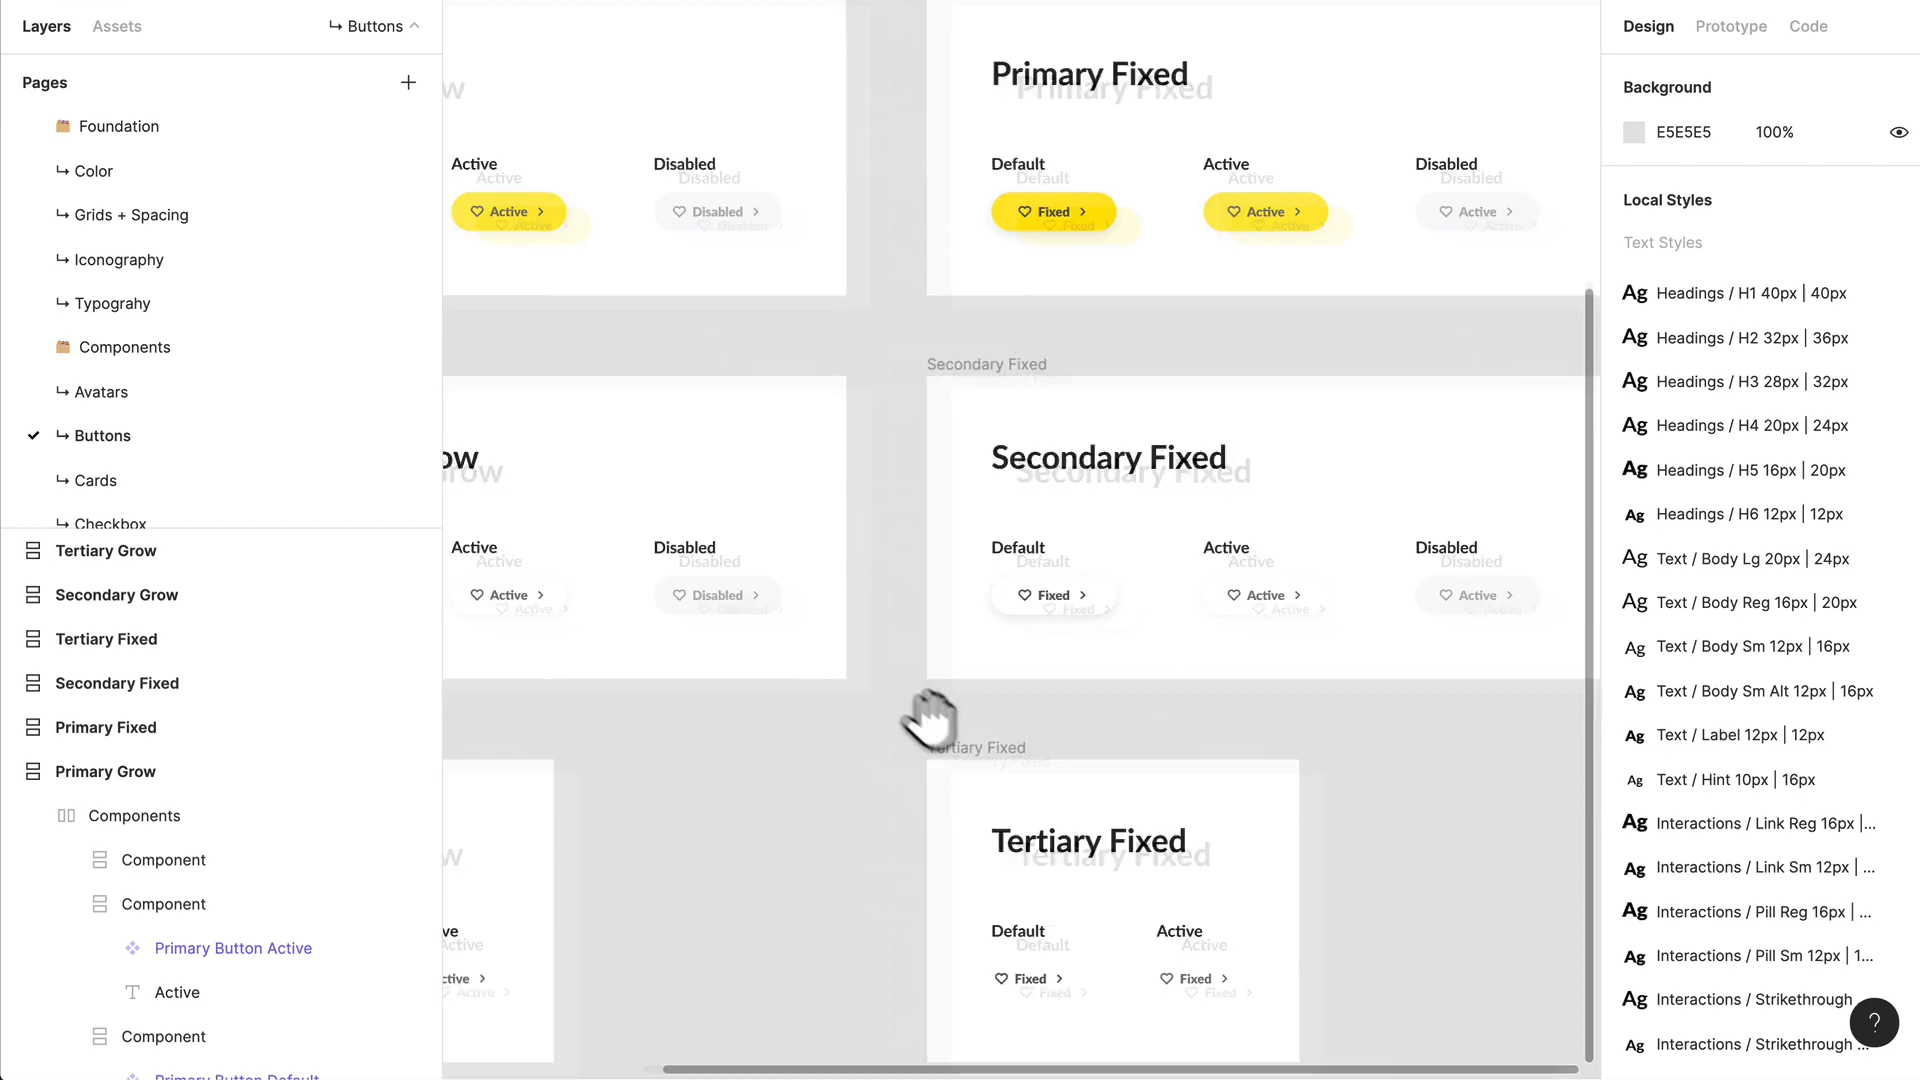 Layers
Assets
↳ Buttons
Pages
Foundation
↳ Color
↳ Grids + Spacing
↳ Iconography
↳ Typograhy
Components
↳ Avatars
↳ Buttons
↳ Cards
↳ Checkbox
Tertiary Grow
Secondary Grow
Tertiary Fixed
Secondary Fixed
Primary Fixed
Primary Grow
Components
Component
Component
Primary Button Active
Active
Component
Primary Button Default
Active
Disabled
Active
Disabled
Primary Fixed
Default
Active
Disabled
Fixed
Active
Active
Secondary Fixed
ow
Active
Disabled
Active
Disabled
Secondary Fixed
Default
Active
Disabled
Fixed
Active
Active
ve
ctive
Tertiary Fixed
Tertiary Fixed
Default
Active
Fixed
Fixed
Design
Prototype
Code
Background
E5E5E5
100%
Local Styles
Text Styles
Ag Headings / H1 40px | 40px
Ag Headings / H2 32px | 36px
Ag Headings / H3 28px | 32px
Ag Headings / H4 20px | 24px
Ag Headings / H5 16px | 20px
Ag Headings / H6 12px | 12px
Ag Text / Body Lg 20px | 24px
Ag Text / Body Reg 16px | 20px
Ag Text / Body Sm 12px | 16px
Ag Text / Body Sm Alt 12px | 16px
Ag Text / Label 12px | 12px
Ag Text / Hint 10px | 16px
Ag Interactions / Link Reg 16px |...
Ag Interactions / Link Sm 12px | ...
Ag Interactions / Pill Reg 16px | ...
Ag Interactions / Pill Sm 12px | 1...
Ag Interactions / Strikethrough
Ag Interactions / Strikethrough ...
?